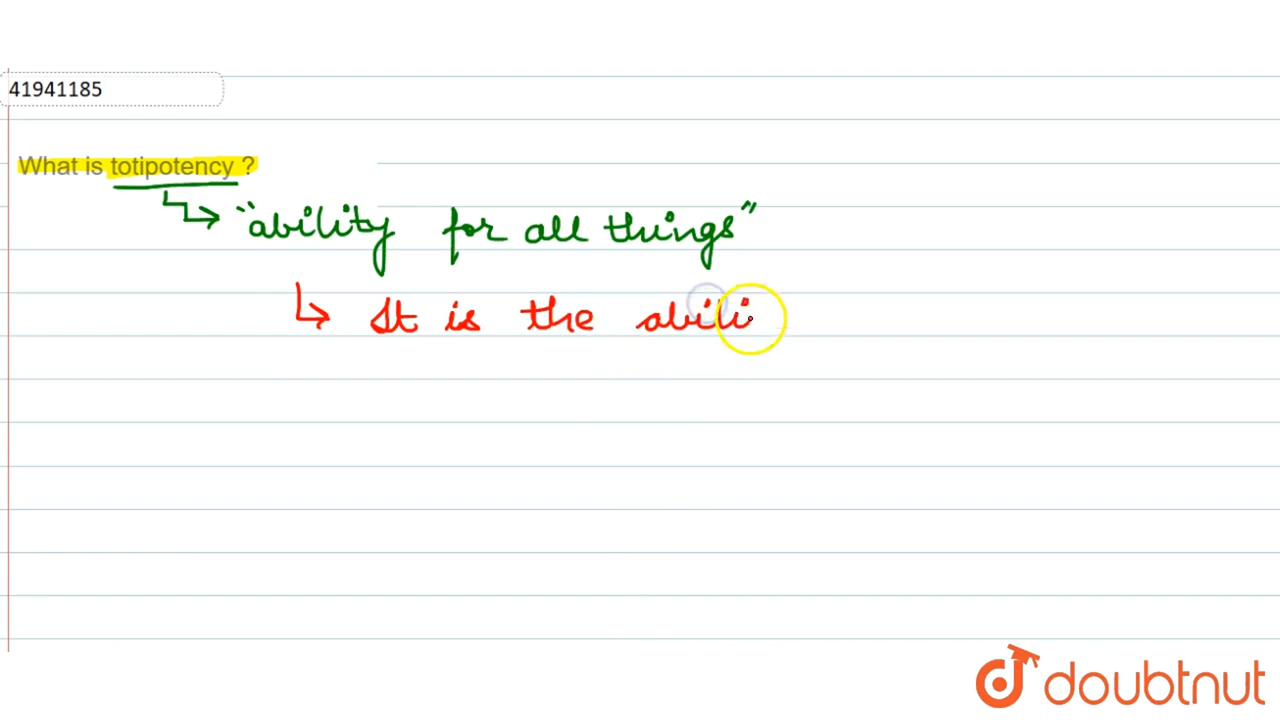 41941185
What is totipotency ?
"ability for all things"
It is the abili
doubtnut